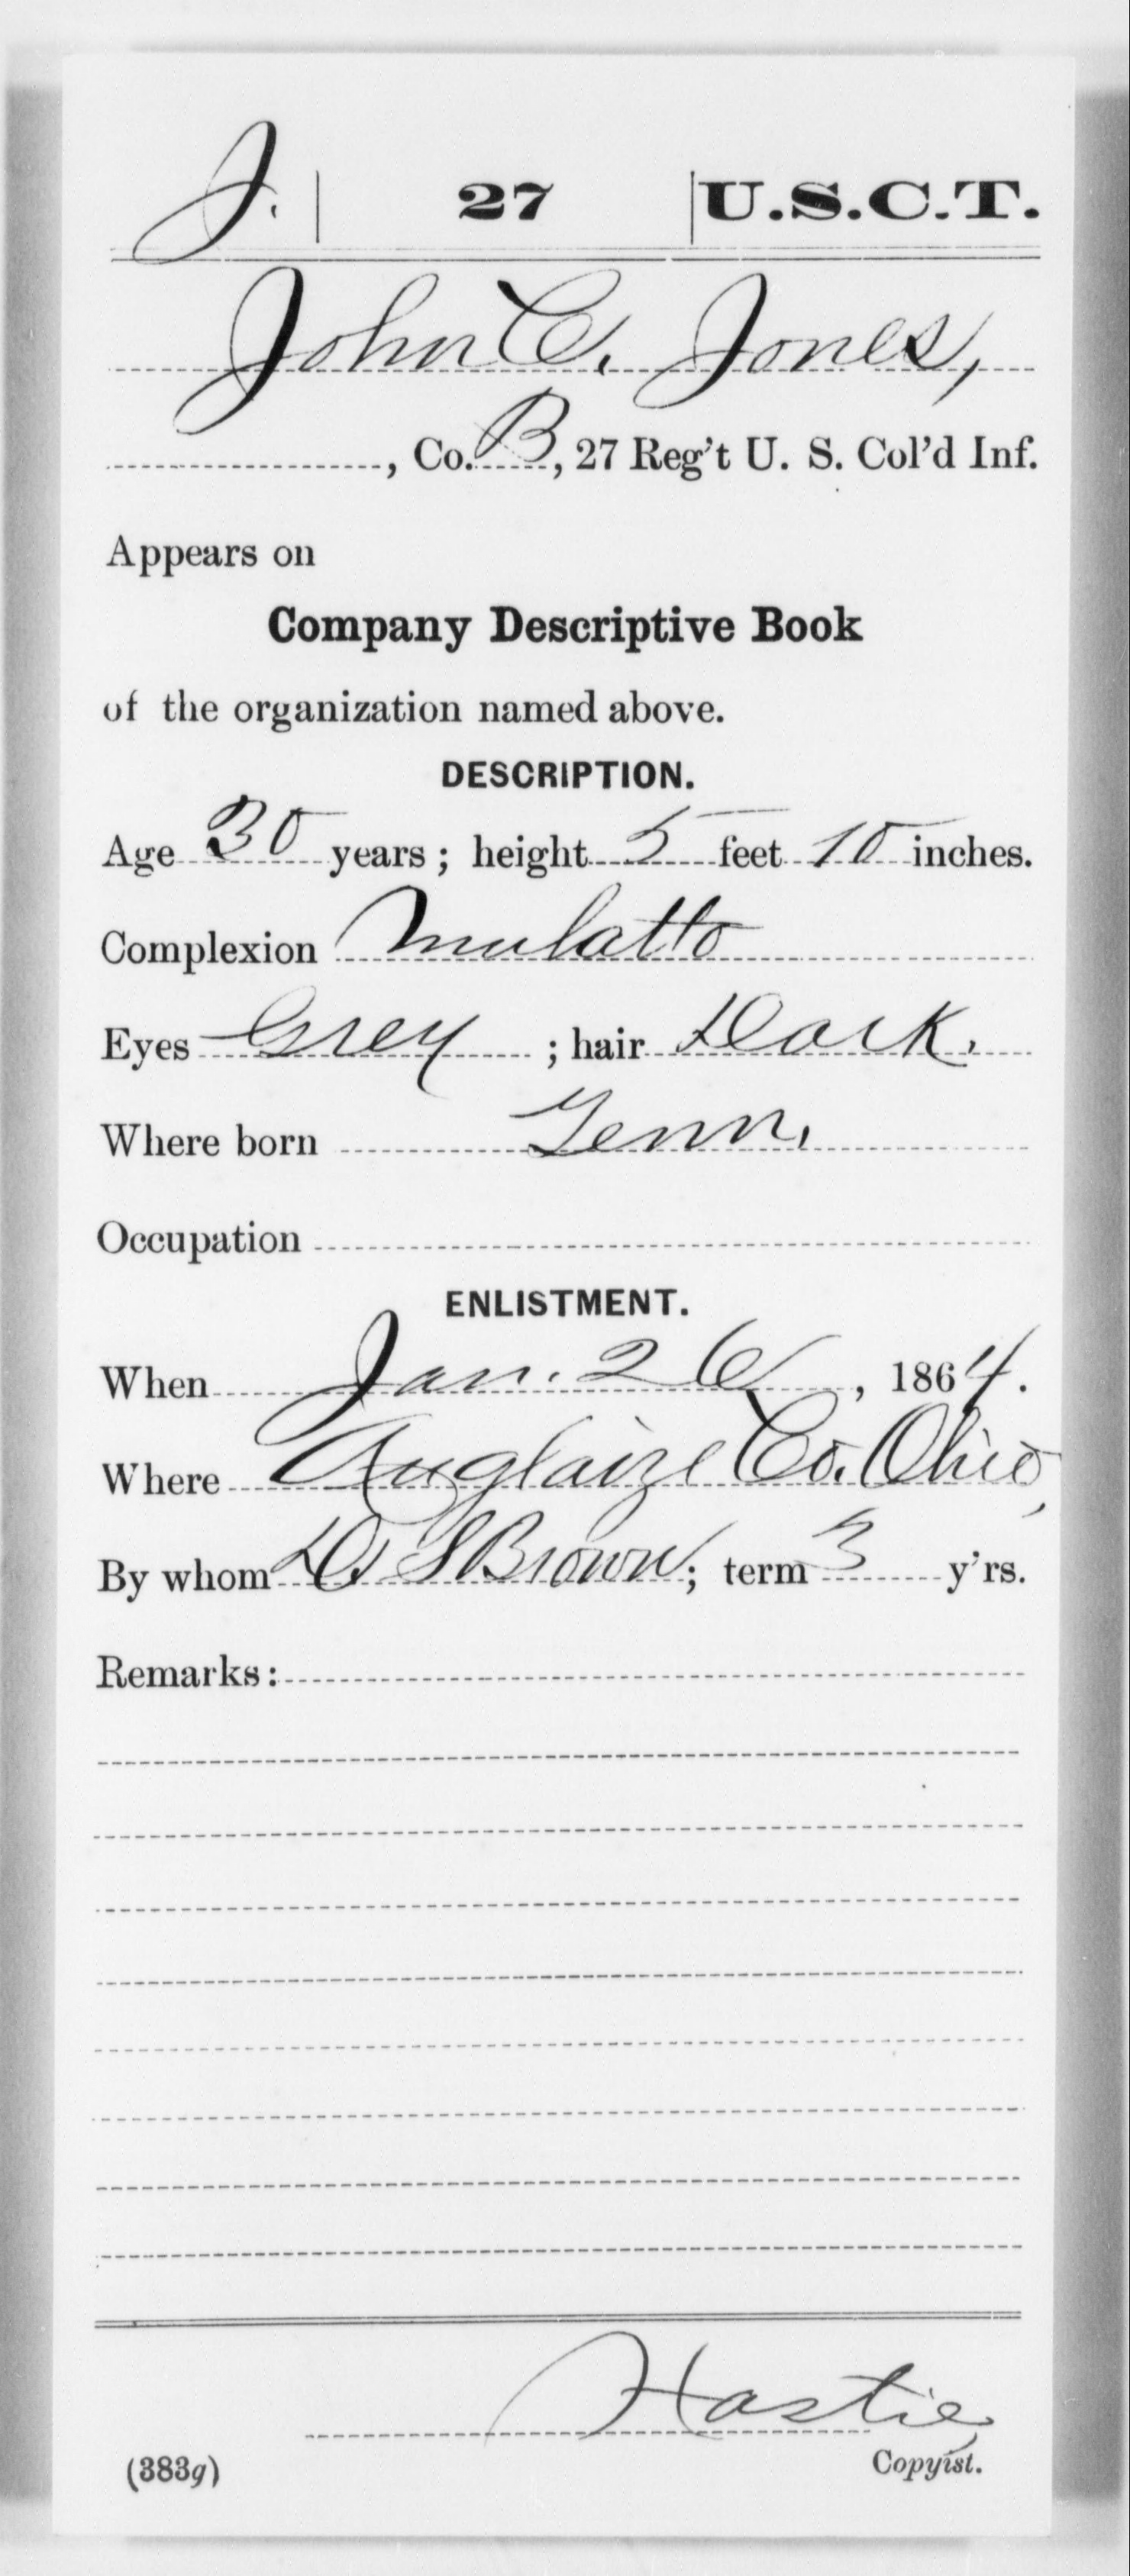 J. | 27 | U.S.C.T.
John C. Jones,
, Co. B, 27 Reg't U. S. Col'd Inf.
Appears on
Company Descriptive Book
of the organization named above.
DESCRIPTION.
Age 30 years; height 5 feet 10 inches.
Complexion Mulatto
Eyes Grey ; hair Dark.
Where born Tenn.
Occupation
ENLISTMENT.
When Jan. 26, 1864.
Where Auglaize Co. Ohio,
By whom D S Brown; term 3 y'rs.
Remarks:
Hastie
(383g) Copyist.